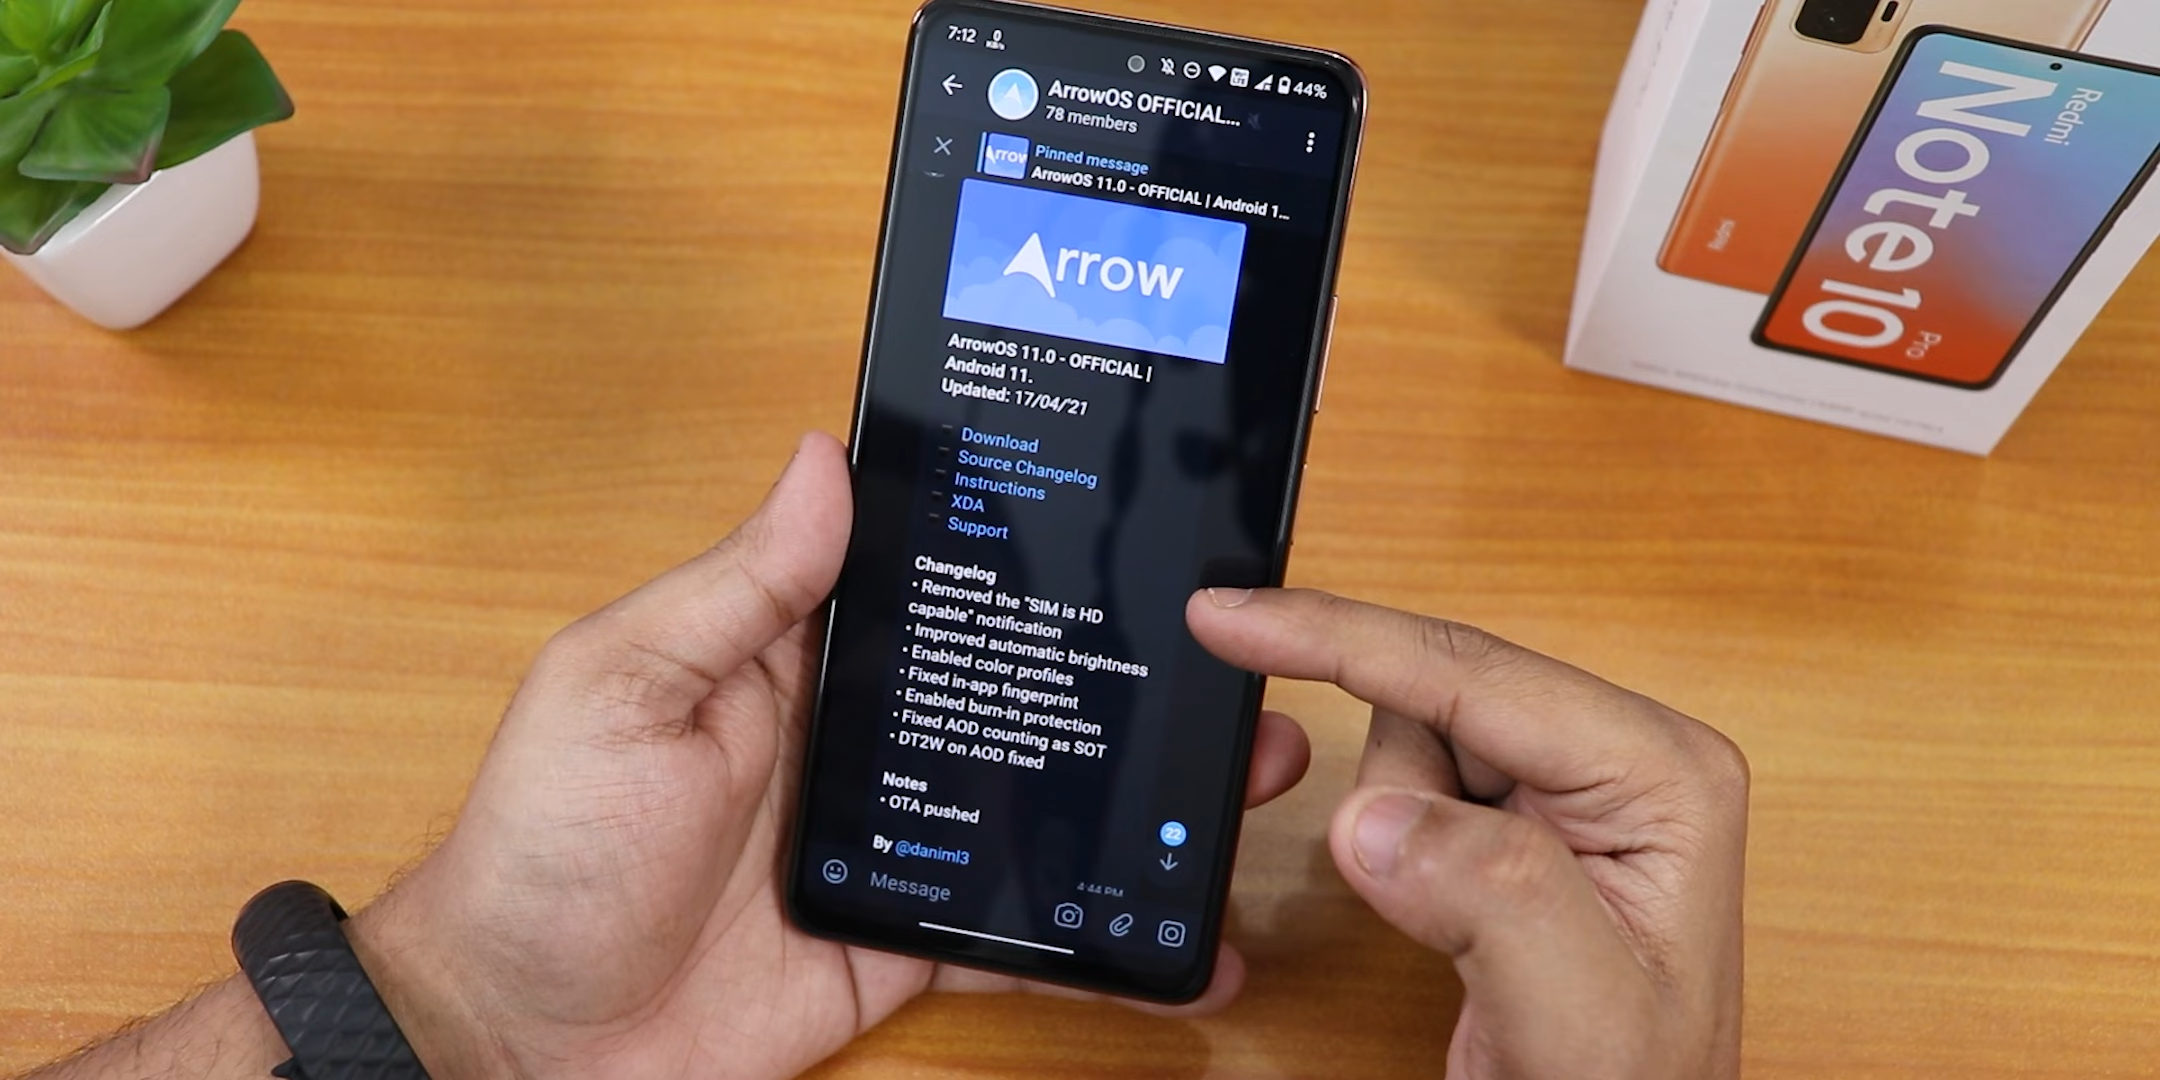 7:12 0 KB/s 44%
ArrowOS OFFICIAL...
78 members
Arrow
Pinned message
ArrowOS 11.0 - OFFICIAL | Android 1...
Arrow
ArrowOS 11.0 - OFFICIAL |
Android 11.
Updated: 17/04/'21
Download
Source Changelog
Instructions
XDA
Support
Changelog
• Removed the "SIM is HD
capable" notification
• Improved automatic brightness
• Enabled color profiles
• Fixed in-app fingerprint
• Enabled burn-in protection
• Fixed AOD counting as SOT
• DT2W on AOD fixed
Notes
• OTA pushed
By @daniml3
22
4:44 PM
Message
Redmi
Note 10
Pro